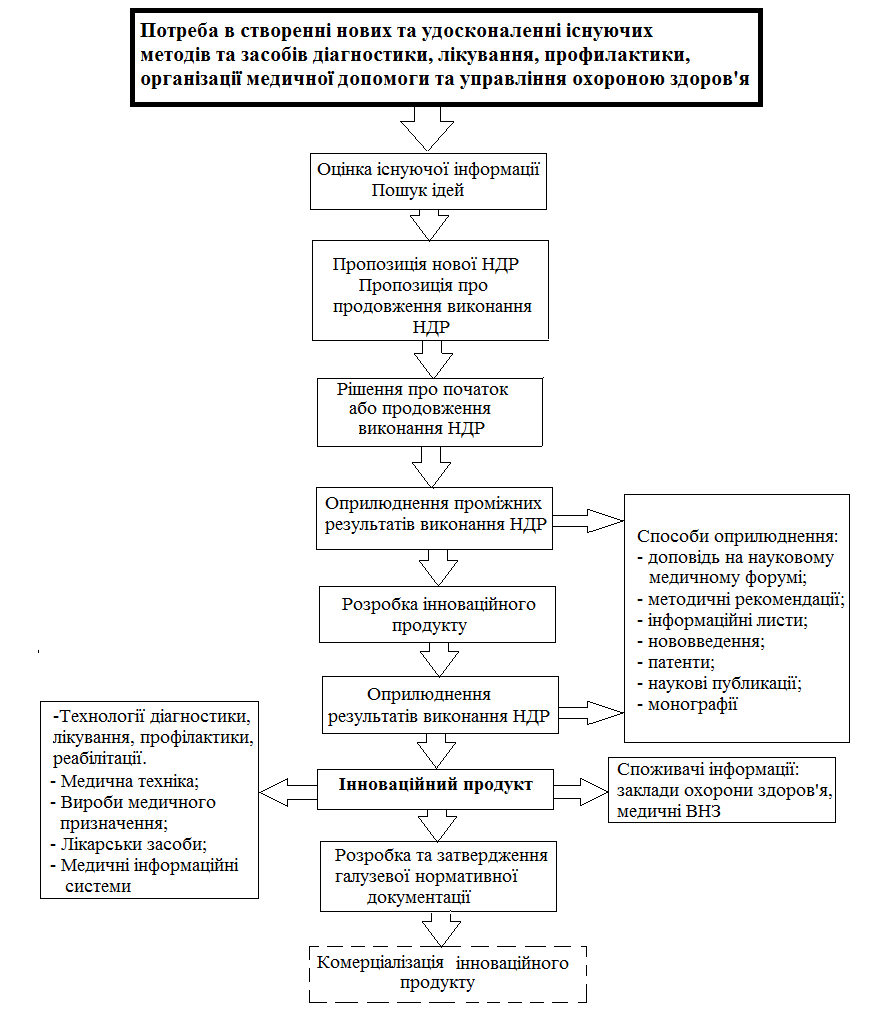 Потреба в створенні нових та удосконаленні існуючих
методів та засобів діагностики, лікування, профилактики,
організації медичної допомоги та управління охороною здоров'я
Оцінка існуючої інформації
Пошук ідей
Пропозиція нової НДР
Пропозиція про
продовження виконання
НДР
Рішення про початок
або продовження
виконання НДР
Оприлюднення проміжних
результатів виконання НДР
Способи оприлюднення:
- доповідь на науковому
медичному форумі;
- методичні рекомендації;
- інформаційні листи;
- нововведення;
- патенти;
- наукові публикації;
- монографії
Розробка інноваційного
продукту
Оприлюднення
результатів виконання НДР
-Технології діагностики,
лікування, профілактики,
реабілітації.
- Медична техніка;
- Вироби медичного
призначення;
- Лікарськи засоби;
- Медичні інформаційні
системи
Інноваційний продукт
Споживачі інформації:
заклади охорони здоров'я,
медичні ВНЗ
Розробка та затвердження
галузевої нормативної
документації
Комерціалізація інноваційного
продукту